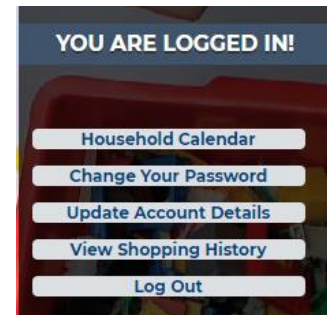 YOU ARE LOGGED IN!
Household Calendar
Change Your Password
Update Account Details
View Shopping History
Log Out